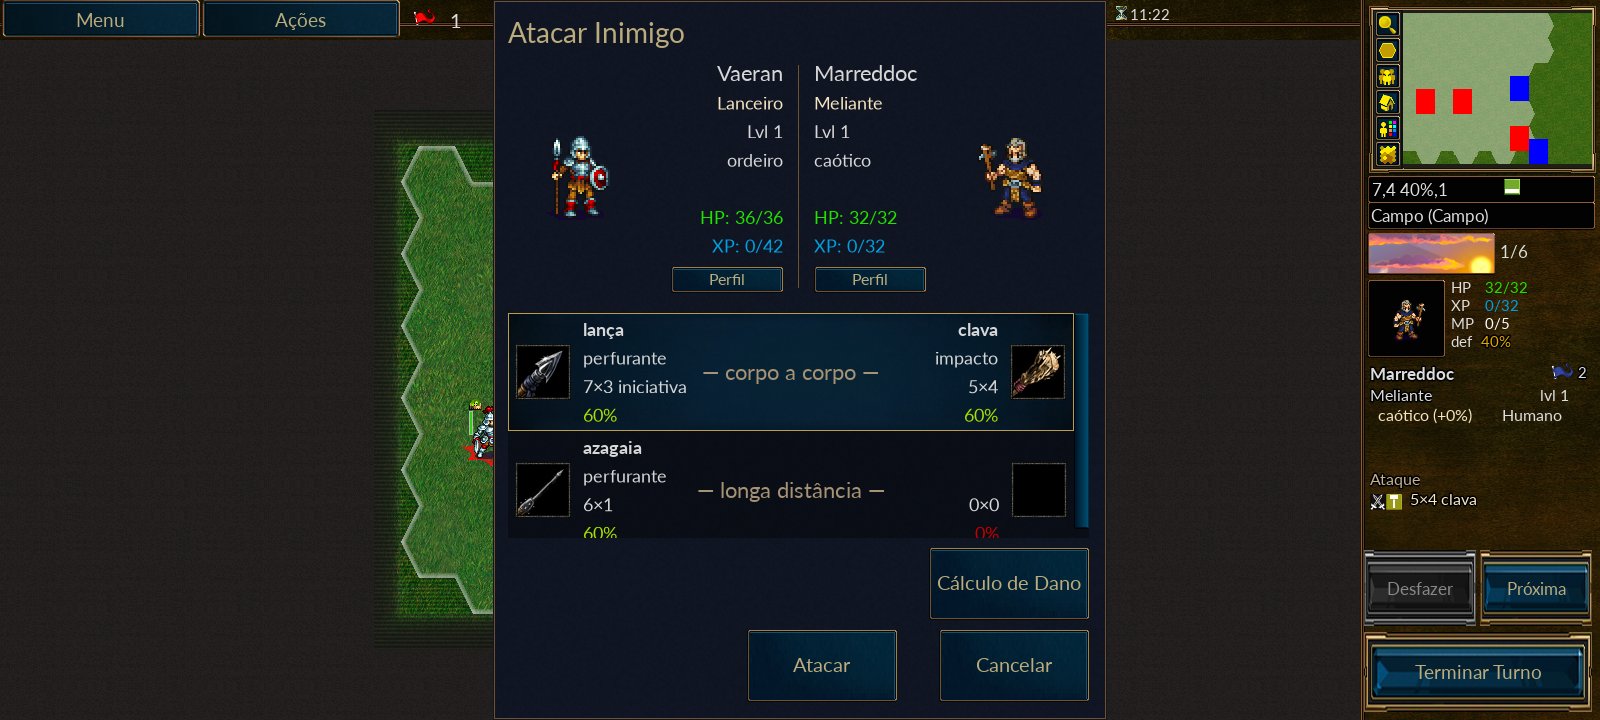 Menu
Ações
1
Atacar Inimigo
11:22
Vaeran
Marreddoc
Lanceiro
Meliante
Lvl 1
Lvl 1
ordeiro
caótico
HP: 36/36
HP: 32/32
XP: 0/42
XP: 0/32
Perfil
Perfil
lança
clava
perfurante
— corpo a corpo —
impacto
7×3 iniciativa
5×4
60%
60%
azagaia
perfurante
— longa distância —
6×1
0×0
60%
0%
Cálculo de Dano
Atacar
Cancelar
7,4 40%,1
Campo (Campo)
1/6
HP 32/32
XP 0/32
MP 0/5
def 40%
Marreddoc
2
Meliante
lvl 1
caótico (+0%)
Humano
Ataque
5×4 clava
Desfazer
Próxima
Terminar Turno